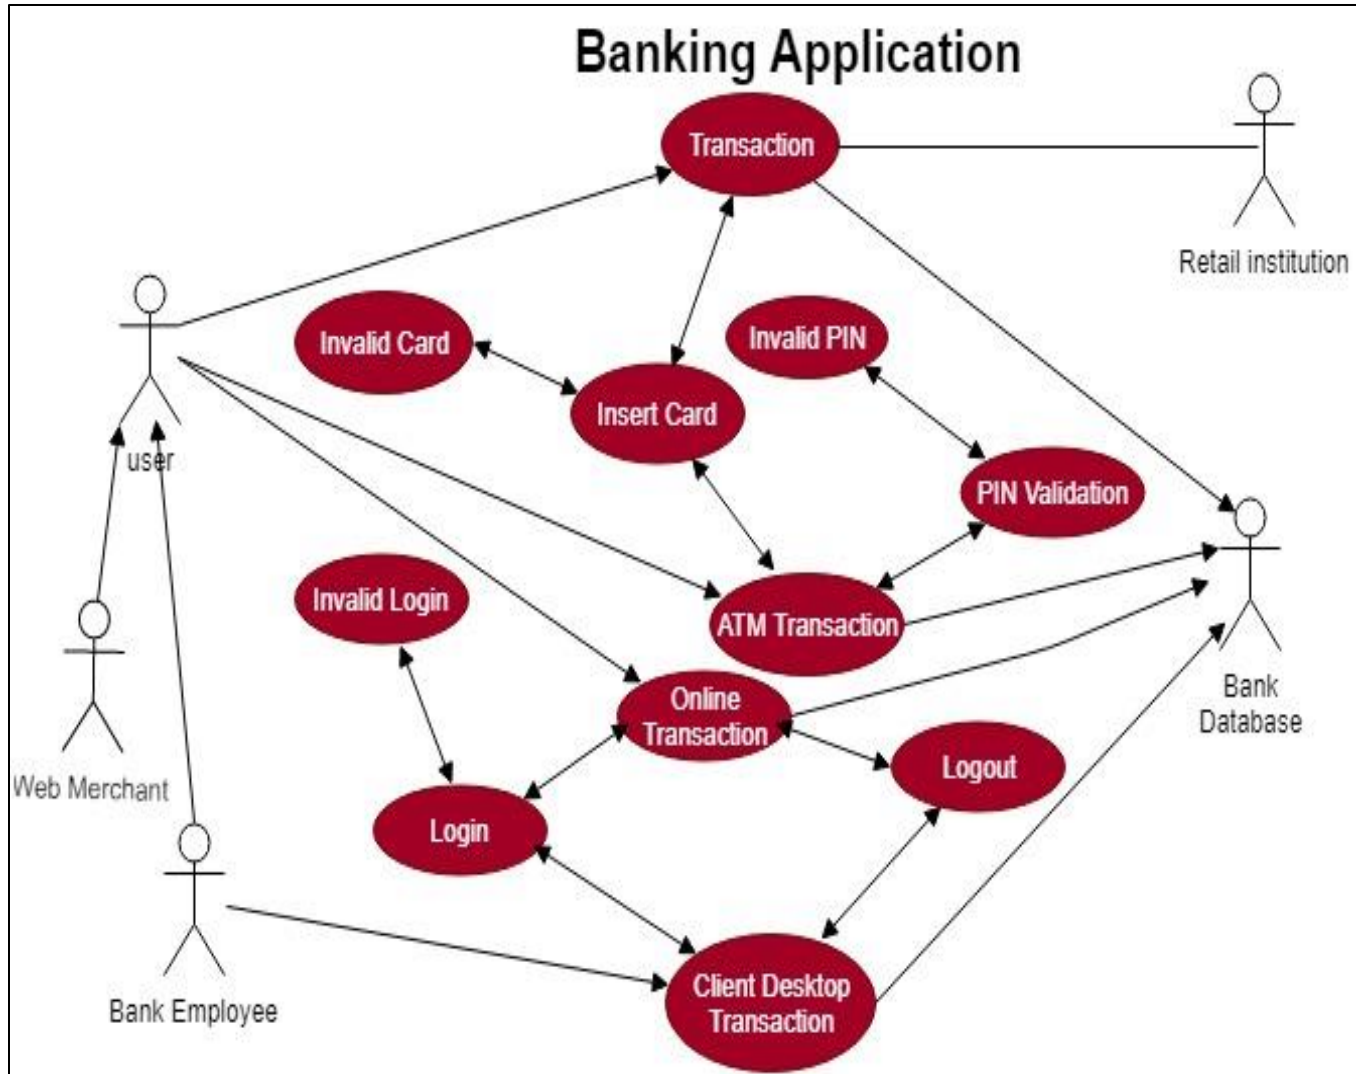 Banking Application
Transaction
Retail institution
Invalid Card
Invalid PIN
Insert Card
user
PIN Validation
Invalid Login
ATM Transaction
Bank
Database
Online
Transaction
Logout
Web Merchant
Login
Client Desktop
Transaction
Bank Employee